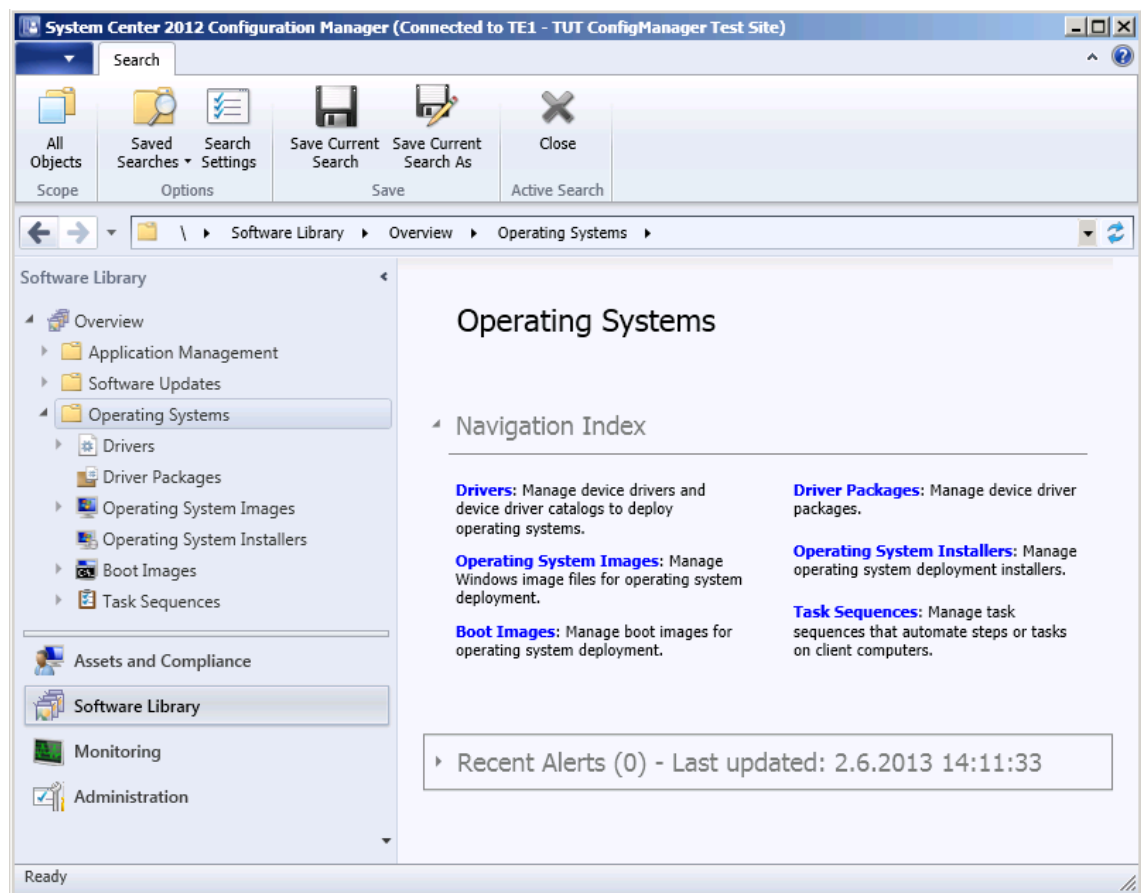 System Center 2012 Configuration Manager (Connected to TE1 - TUT ConfigManager Test Site)
Search
All Objects
Saved Searches
Search Settings
Save Current Search
Save Current Search As
Close
Scope
Options
Save
Active Search
\ Software Library Overview Operating Systems
Software Library
Overview
Application Management
Software Updates
Operating Systems
Drivers
Driver Packages
Operating System Images
Operating System Installers
Boot Images
Task Sequences
Assets and Compliance
Software Library
Monitoring
Administration
Operating Systems
Navigation Index
Drivers: Manage device drivers and
device driver catalogs to deploy
operating systems.
Operating System Images: Manage
Windows image files for operating system
deployment.
Boot Images: Manage boot images for
operating system deployment.
Driver Packages: Manage device driver
packages.
Operating System Installers: Manage
operating system deployment installers.
Task Sequences: Manage task
sequences that automate steps or tasks
on client computers.
Recent Alerts (0) - Last updated: 2.6.2013 14:11:33
Ready